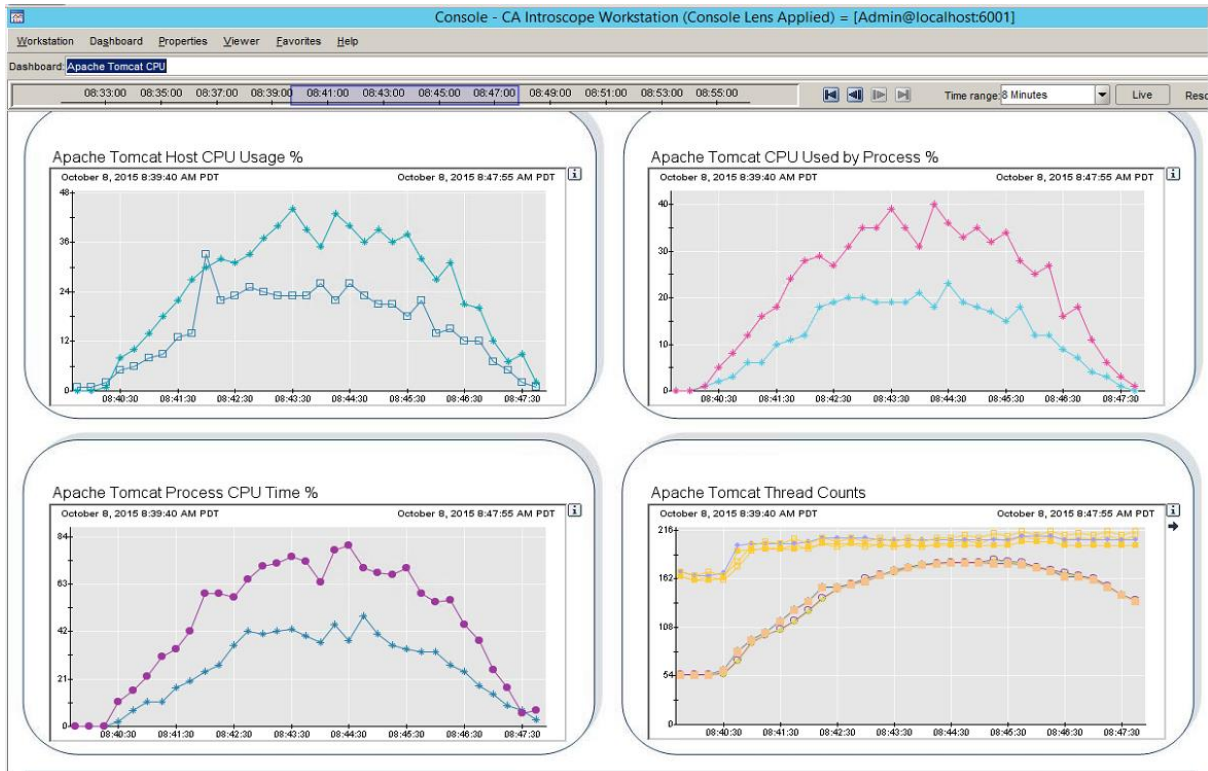 Console - CA Introscope Workstation (Console Lens Applied) = [Admin@localhost:6001]
Workstation Dashboard Properties Viewer Favorites Help
Dashboard: Apache Tomcat CPU
08:33:00 08:35:00 08:37:00 08:39:00 08:41:00 08:43:00 08:45:00 08:47:00 08:49:00 08:51:00 08:53:00 08:55:00 Time range: 8 Minutes Live Reso
Apache Tomcat Host CPU Usage %
October 8, 2015 8:39:40 AM PDT October 8, 2015 8:47:55 AM PDT i
48
36
24
12
0
08:40:30 08:41:30 08:42:30 08:43:30 08:44:30 08:45:30 08:46:30 08:47:30
Apache Tomcat CPU Used by Process %
October 8, 2015 8:39:40 AM PDT October 8, 2015 8:47:55 AM PDT i
40
30
20
10
0
08:40:30 08:41:30 08:42:30 08:43:30 08:44:30 08:45:30 08:46:30 08:47:30
Apache Tomcat Process CPU Time %
October 8, 2015 8:39:40 AM PDT October 8, 2015 8:47:55 AM PDT i
84
63
42
21
0
08:40:30 08:41:30 08:42:30 08:43:30 08:44:30 08:45:30 08:46:30 08:47:30
Apache Tomcat Thread Counts
October 8, 2015 8:39:40 AM PDT October 8, 2015 8:47:55 AM PDT i
216
162
108
54
0
08:40:30 08:41:30 08:42:30 08:43:30 08:44:30 08:45:30 08:46:30 08:47:30